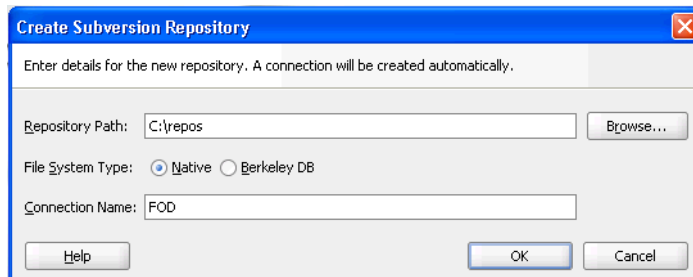 Create Subversion Repository
Enter details for the new repository. A connection will be created automatically.
Repository Path: C:\repos Browse...
File System Type: Native Berkeley DB
Connection Name: FOD
Help OK Cancel